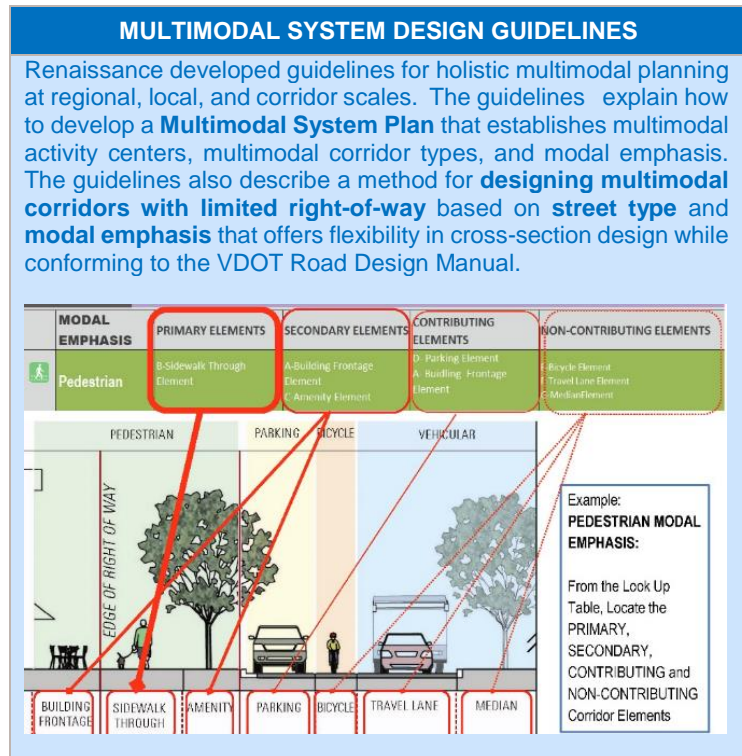 MULTIMODAL SYSTEM DESIGN GUIDELINES
Renaissance developed guidelines for holistic multimodal planning
at regional, local, and corridor scales. The guidelines explain how
to develop a Multimodal System Plan that establishes multimodal
activity centers, multimodal corridor types, and modal emphasis.
The guidelines also describe a method for designing multimodal
corridors with limited right-of-way based on street type and
modal emphasis that offers flexibility in cross-section design while
conforming to the VDOT Road Design Manual.
MODAL
EMPHASIS
PRIMARY ELEMENTS
SECONDARY ELEMENTS
CONTRIBUTING
ELEMENTS
NON-CONTRIBUTING ELEMENTS
Pedestrian
B-Sidewalk Through
Element
A-Building Frontage
Element
C Amenity Element
D- Parking Element
A- Buidling Frontage
Element
-Bicycle Element
Travel Lane Element
-MedianElement
PEDESTRIAN
PARKING
BICYCLE
VEHICULAR
EDGE OF RIGHT OF WAY
BUILDING
FRONTAGE
SIDEWALK
THROUGH
AMENITY
PARKING
BICYCLE
TRAVEL LANE
MEDIAN
Example:
PEDESTRIAN MODAL
EMPHASIS:
From the Look Up
Table, Locate the
PRIMARY,
SECONDARY,
CONTRIBUTING and
NON-CONTRIBUTING
Corridor Elements